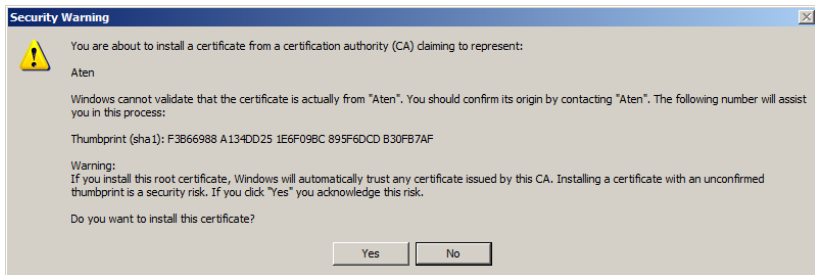 Security Warning
You are about to install a certificate from a certification authority (CA) claiming to represent:
Aten
Windows cannot validate that the certificate is actually from "Aten". You should confirm its origin by contacting "Aten". The following number will assist
you in this process:
Thumbprint (sha1): F3B66988 A134DD25 1E6F09BC 895F6DCD B30FB7AF
Warning:
If you install this root certificate, Windows will automatically trust any certificate issued by this CA. Installing a certificate with an unconfirmed
thumbprint is a security risk. If you click "Yes" you acknowledge this risk.
Do you want to install this certificate?
Yes
No